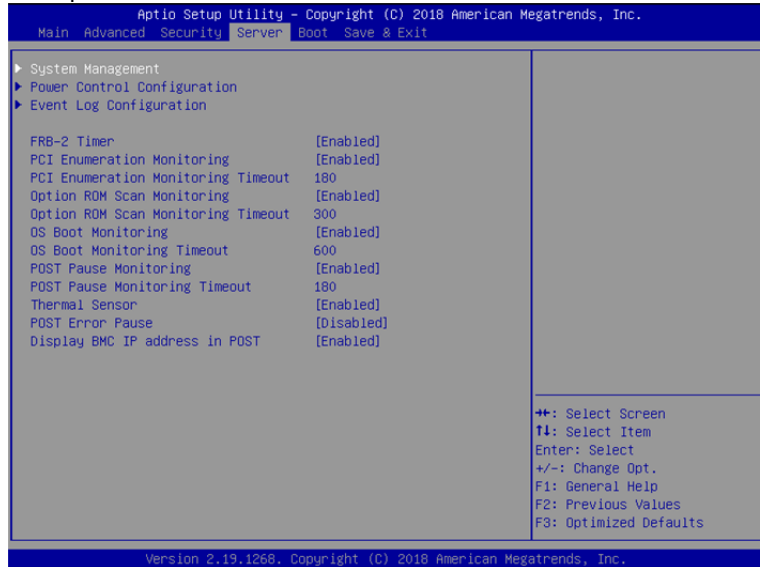 Aptio Setup Utility – Copyright (C) 2018 American Megatrends, Inc.
Main Advanced Security Server Boot Save & Exit
System Management
Power Control Configuration
Event Log Configuration
FRB-2 Timer [Enabled]
PCI Enumeration Monitoring [Enabled]
PCI Enumeration Monitoring Timeout 180
Option ROM Scan Monitoring [Enabled]
Option ROM Scan Monitoring Timeout 300
OS Boot Monitoring [Enabled]
OS Boot Monitoring Timeout 600
POST Pause Monitoring [Enabled]
POST Pause Monitoring Timeout 180
Thermal Sensor [Enabled]
POST Error Pause [Disabled]
Display BMC IP address in POST [Enabled]
→←: Select Screen
↑↓: Select Item
Enter: Select
+/-: Change Opt.
F1: General Help
F2: Previous Values
F3: Optimized Defaults
Version 2.19.1268. Copyright (C) 2018 American Megatrends, Inc.